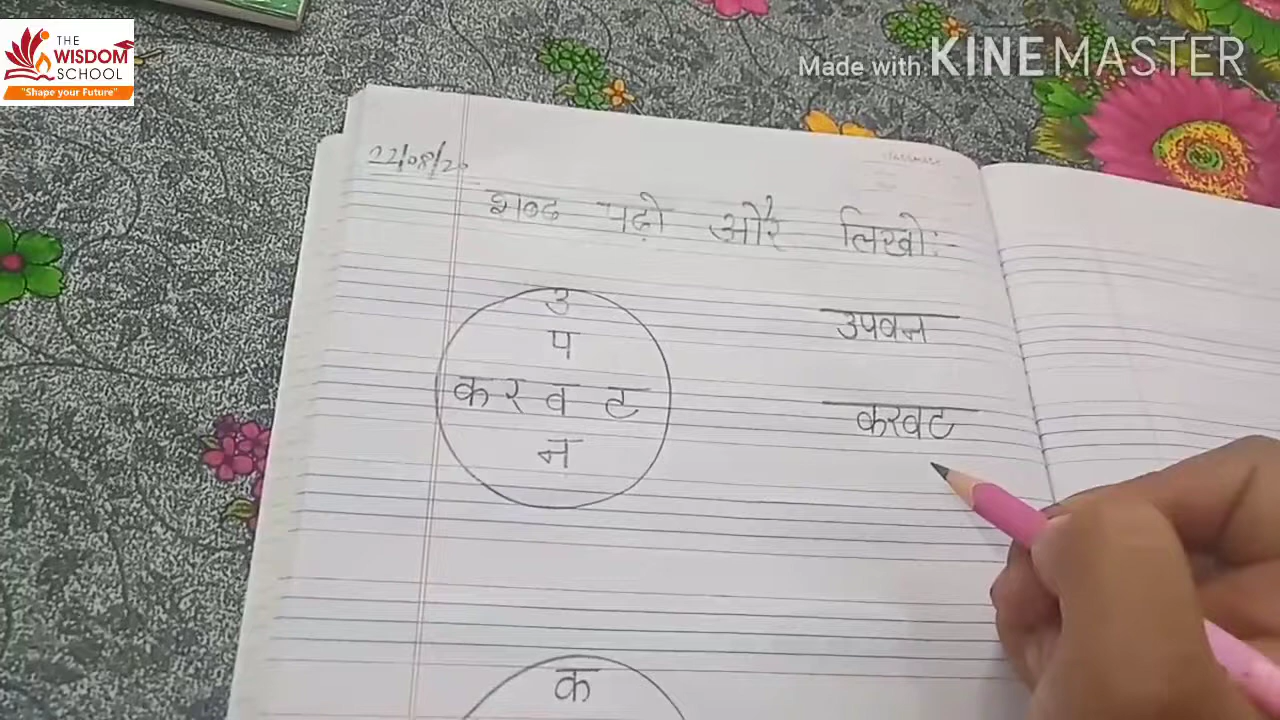 THE
WISDOM
SCHOOL
"Shape your Future"
Made with KINEMASTER
22/08/20
शब्द पढ़ो और लिखो:
उ
प
क र व ट
न
उपवन
करवट
क